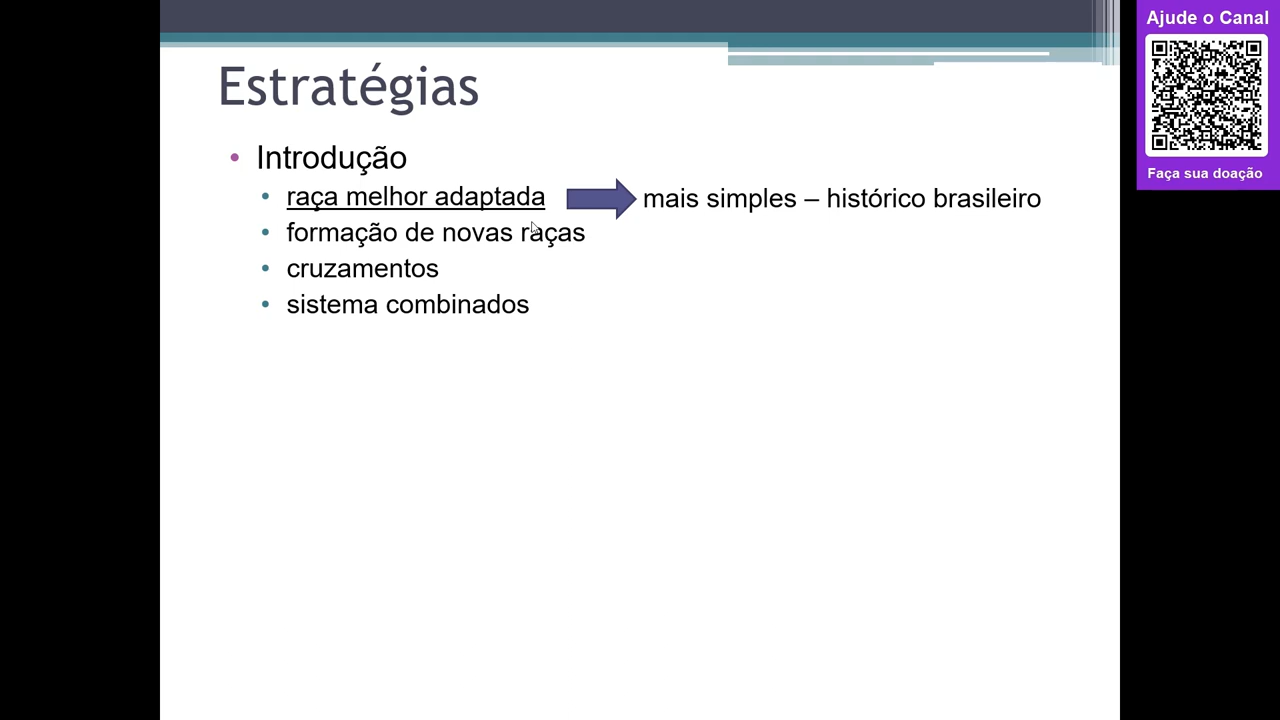 Ajude o Canal
Estratégias
Introdução
raça melhor adaptada
mais simples – histórico brasileiro
formação de novas raças
cruzamentos
sistema combinados
Faça sua doação